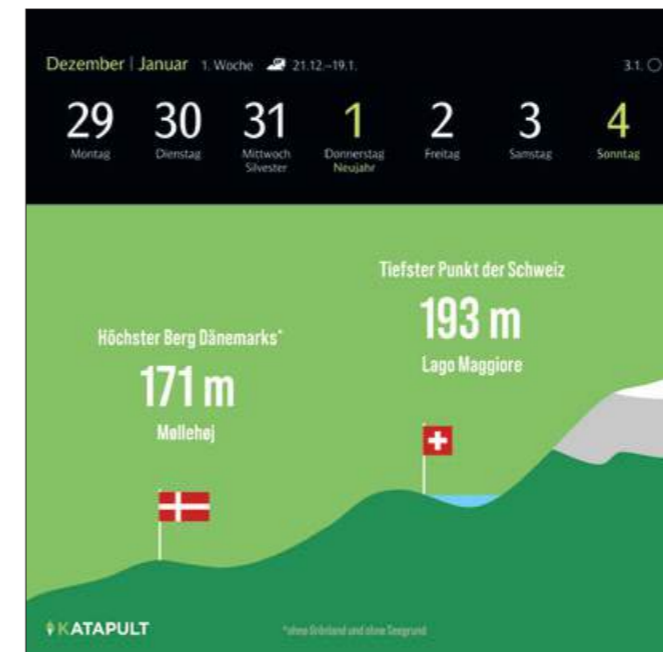 Dezember | Januar 1. Woche 21.12.–19.1. 3.1.
29 30 31 1 2 3 4
Montag Dienstag Mittwoch Donnerstag Freitag Samstag Sonntag
Silvester Neujahr
Tiefster Punkt der Schweiz
193 m
Lago Maggiore
Höchster Berg Dänemarks*
171 m
Møllehøj
KATAPULT
*ohne Grönland und ohne Seegrund